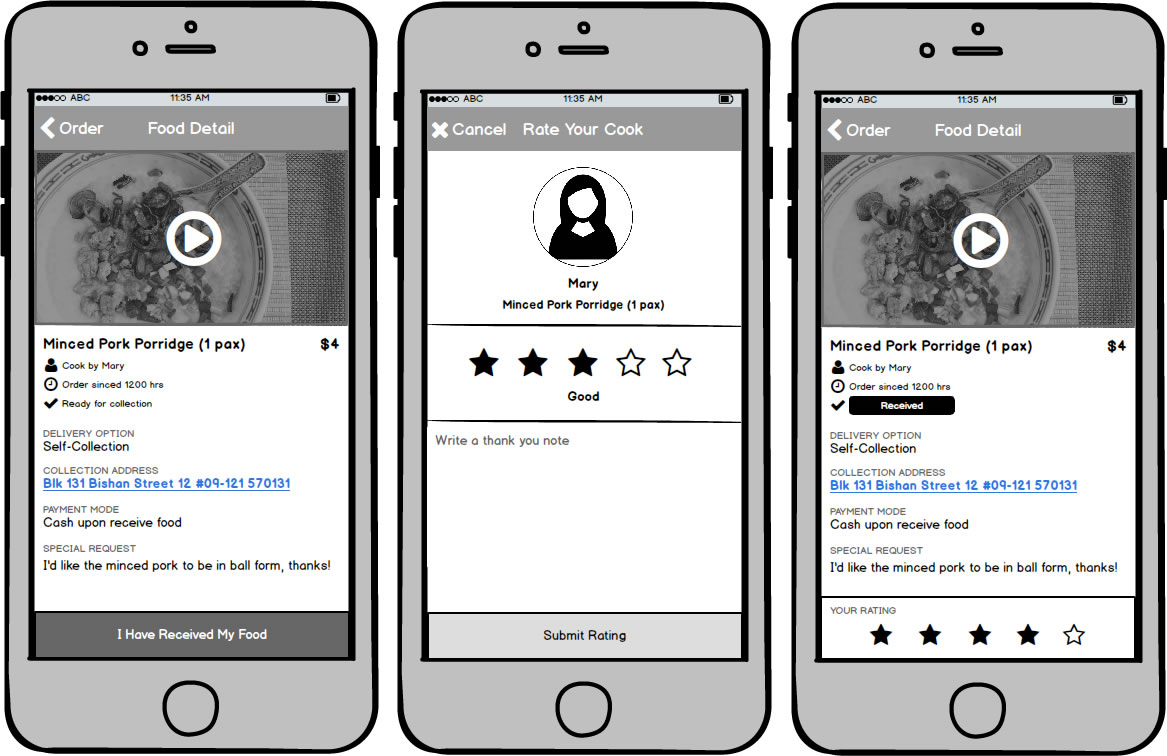 ABC 11:35 AM
Order Food Detail
Minced Pork Porridge (1 pax) $4
Cook by Mary
Order sinced 1200 hrs
Ready for collection
DELIVERY OPTION
Self-Collection
COLLECTION ADDRESS
Blk 131 Bishan Street 12 #09-121 570131
PAYMENT MODE
Cash upon receive food
SPECIAL REQUEST
I'd like the minced pork to be in ball form, thanks!
I Have Received My Food
ABC 11:35 AM
Cancel Rate Your Cook
Mary
Minced Pork Porridge (1 pax)
Good
Write a thank you note
Submit Rating
ABC 11:35 AM
Order Food Detail
Minced Pork Porridge (1 pax) $4
Cook by Mary
Order sinced 1200 hrs
Received
DELIVERY OPTION
Self-Collection
COLLECTION ADDRESS
Blk 131 Bishan Street 12 #09-121 570131
PAYMENT MODE
Cash upon receive food
SPECIAL REQUEST
I'd like the minced pork to be in ball form, thanks!
YOUR RATING